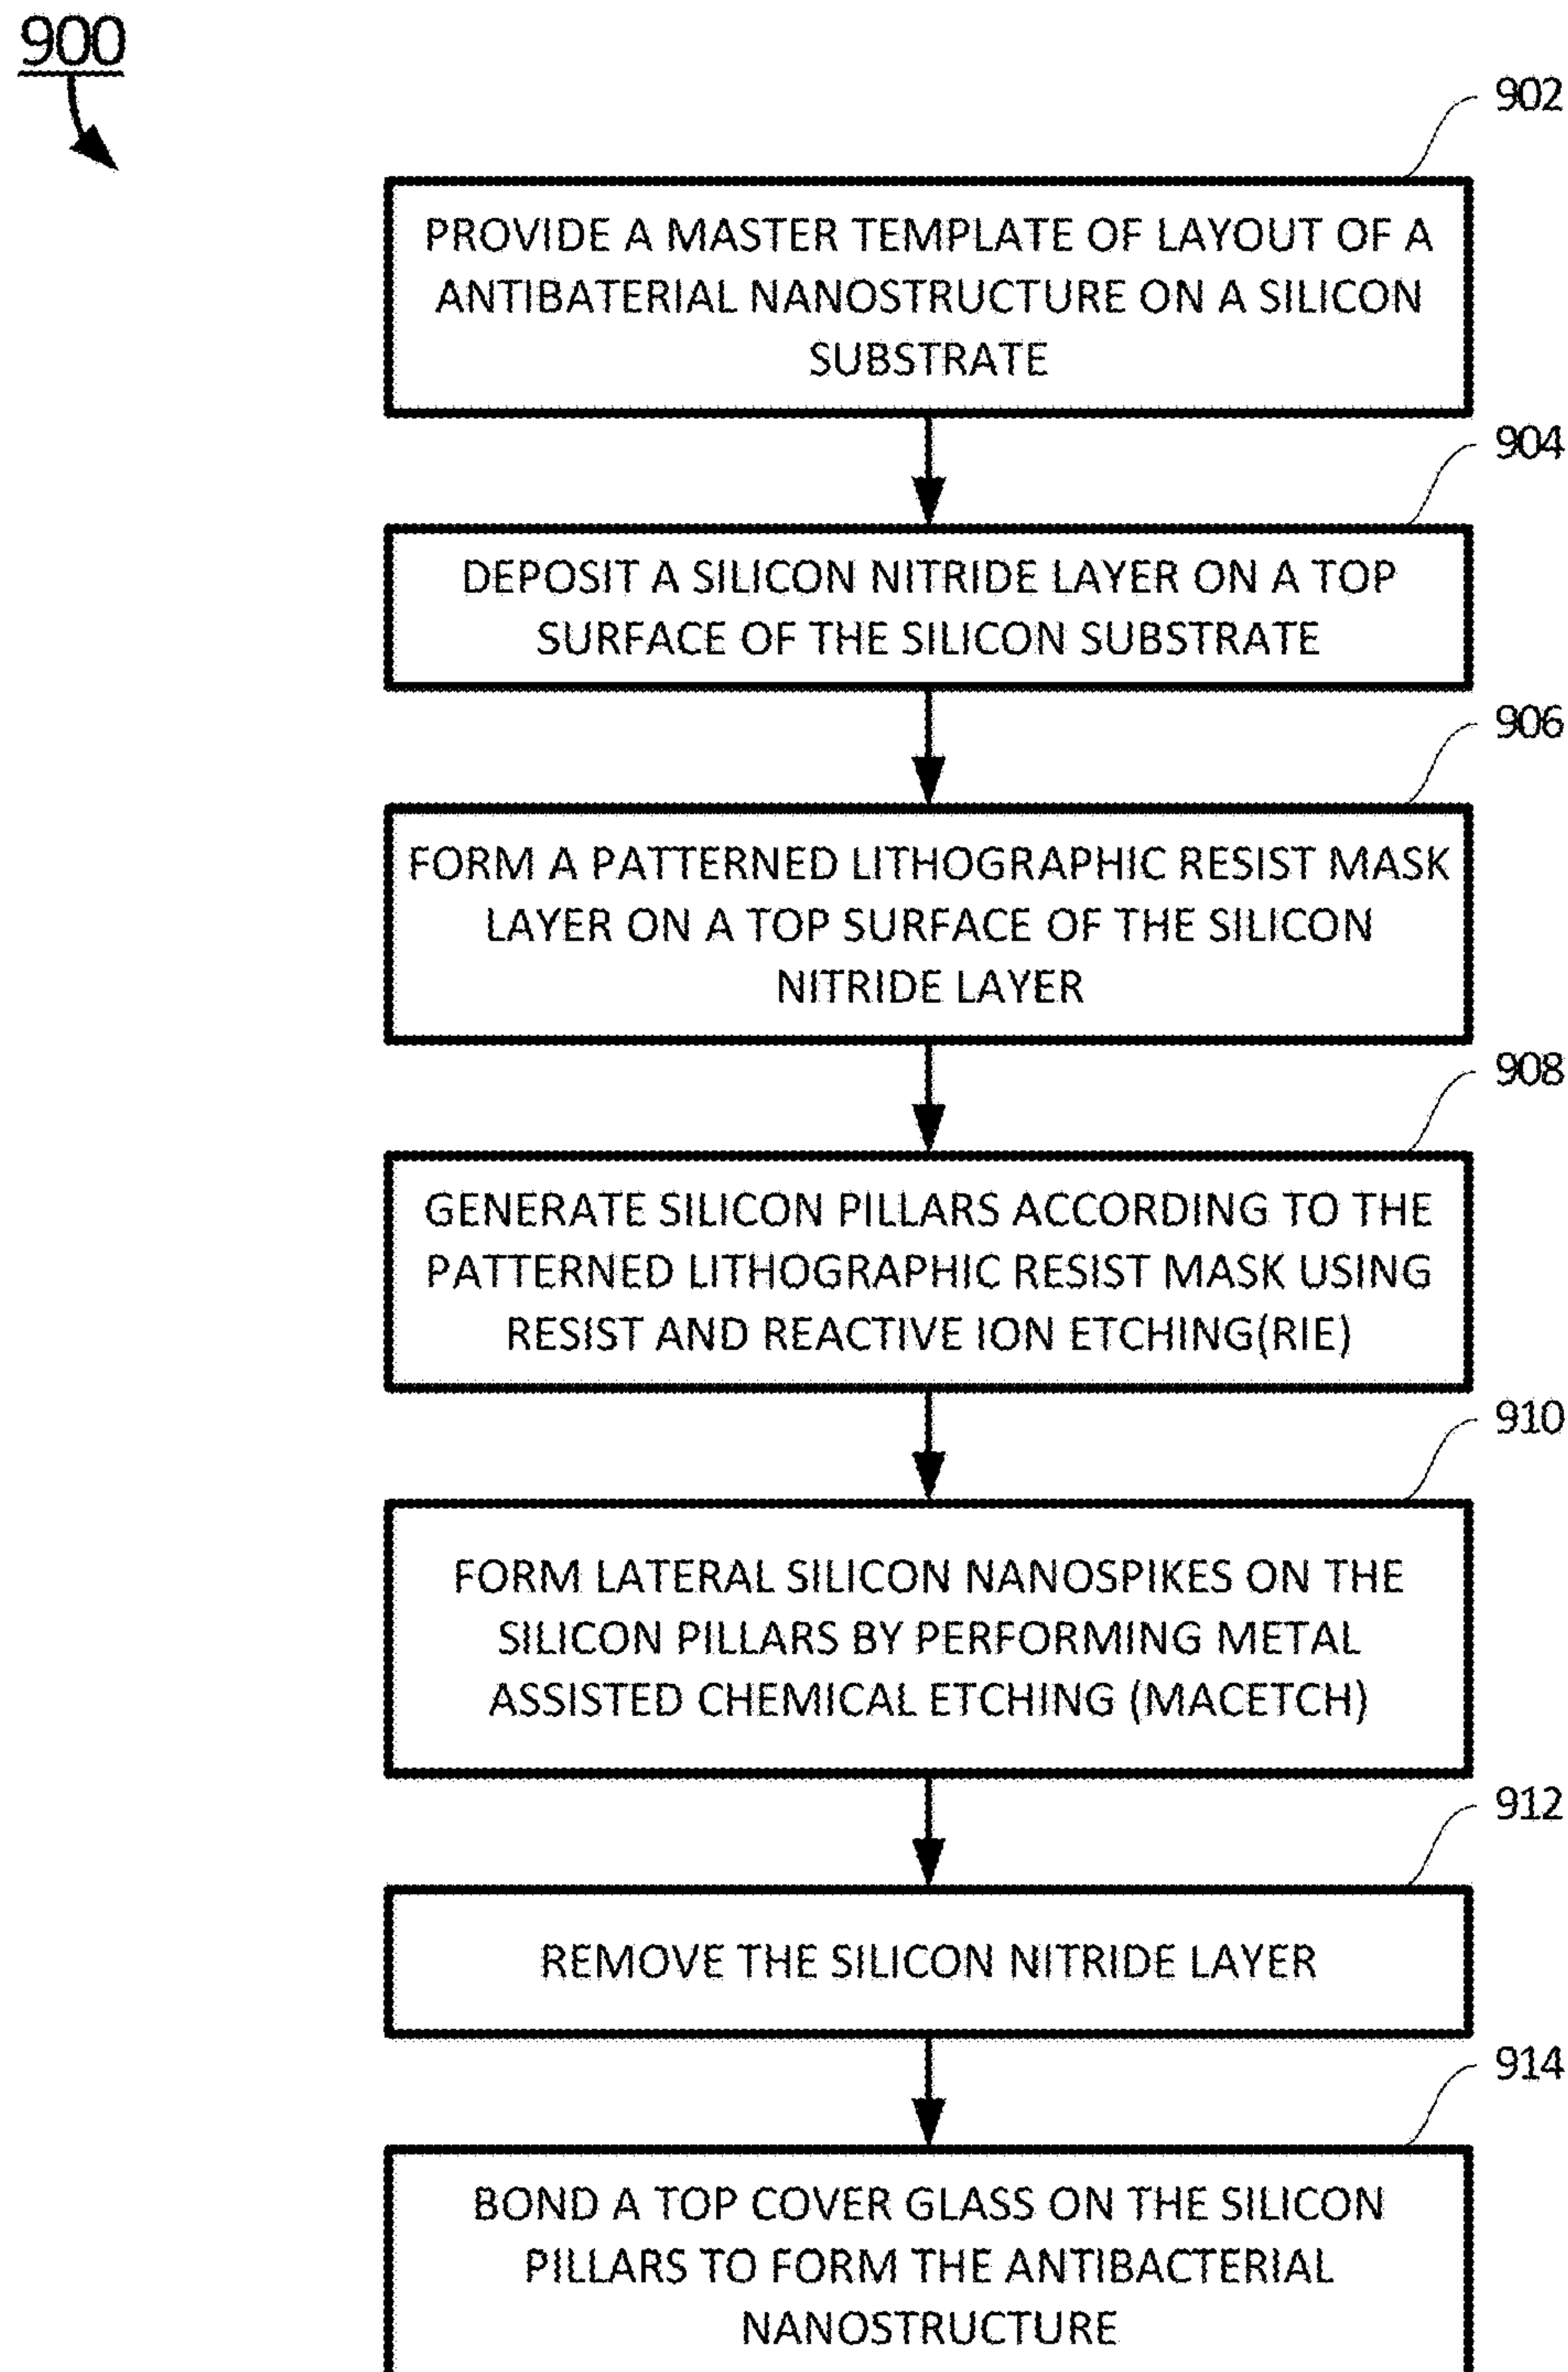 900
902
PROVIDE A MASTER TEMPLATE OF LAYOUT OF A
ANTIBATERIAL NANOSTRUCTURE ON A SILICON
SUBSTRATE
904
DEPOSIT A SILICON NITRIDE LAYER ON A TOP
SURFACE OF THE SILICON SUBSTRATE
906
FORM A PATTERNED LITHOGRAPHIC RESIST MASK
LAYER ON A TOP SURFACE OF THE SILICON
NITRIDE LAYER
908
GENERATE SILICON PILLARS ACCORDING TO THE
PATTERNED LITHOGRAPHIC RESIST MASK USING
RESIST AND REACTIVE ION ETCHING(RIE)
910
FORM LATERAL SILICON NANOSPIKES ON THE
SILICON PILLARS BY PERFORMING METAL
ASSISTED CHEMICAL ETCHING (MACETCH)
912
REMOVE THE SILICON NITRIDE LAYER
914
BOND A TOP COVER GLASS ON THE SILICON
PILLARS TO FORM THE ANTIBACTERIAL
NANOSTRUCTURE